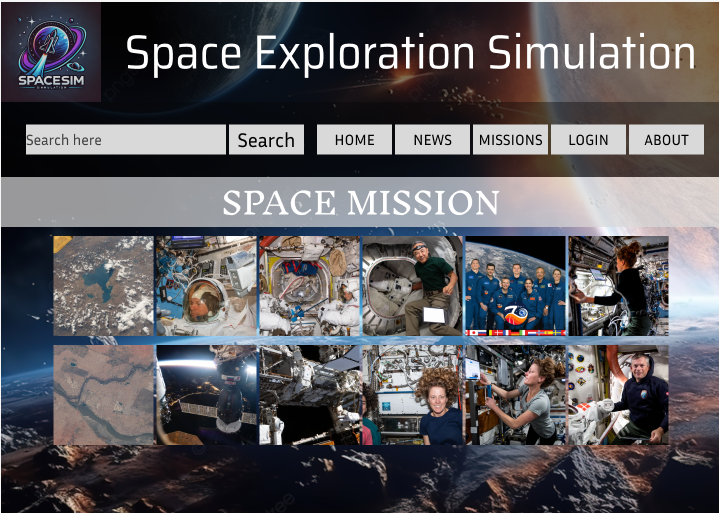 Space Exploration Simulation
SPACESIM
SIMULATION
Search here
Search
HOME
NEWS
MISSIONS
LOGIN
ABOUT
SPACE MISSION